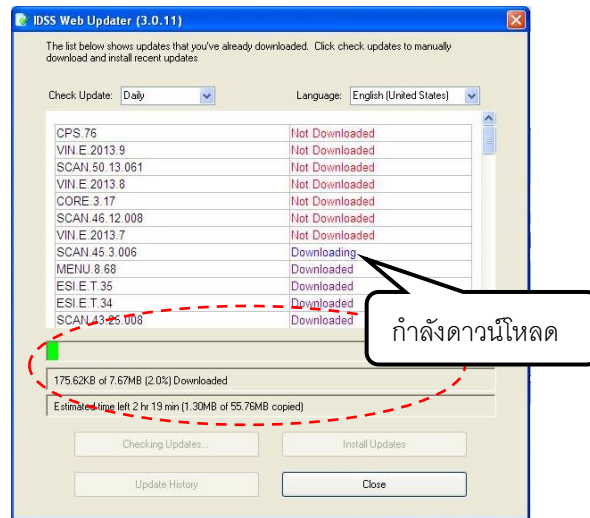 IDSS Web Updater (3.0.11)
The list below shows updates that you've already downloaded. Click check updates to manually
download and install recent updates
Check Update: Daily Language: English (United States)
CPS.76 Not Downloaded
VIN.E.2013.9 Not Downloaded
SCAN.50.13.061 Not Downloaded
VIN.E.2013.8 Not Downloaded
CORE.3.17 Not Downloaded
SCAN.46.12.008 Not Downloaded
VIN.E.2013.7 Not Downloaded
SCAN.45.3.006 Downloading
MENU.8.68 Downloaded
ESI.E.T.35 Downloaded
ESI.E.T.34 Downloaded
SCAN.43.25.008 Downloaded
กำลังดาวน์โหลด
175.62KB of 7.67MB (2.0%) Downloaded
Estimated time left 2 hr 19 min (1.30MB of 55.76MB copied)
Checking Updates... Install Updates
Update History Close